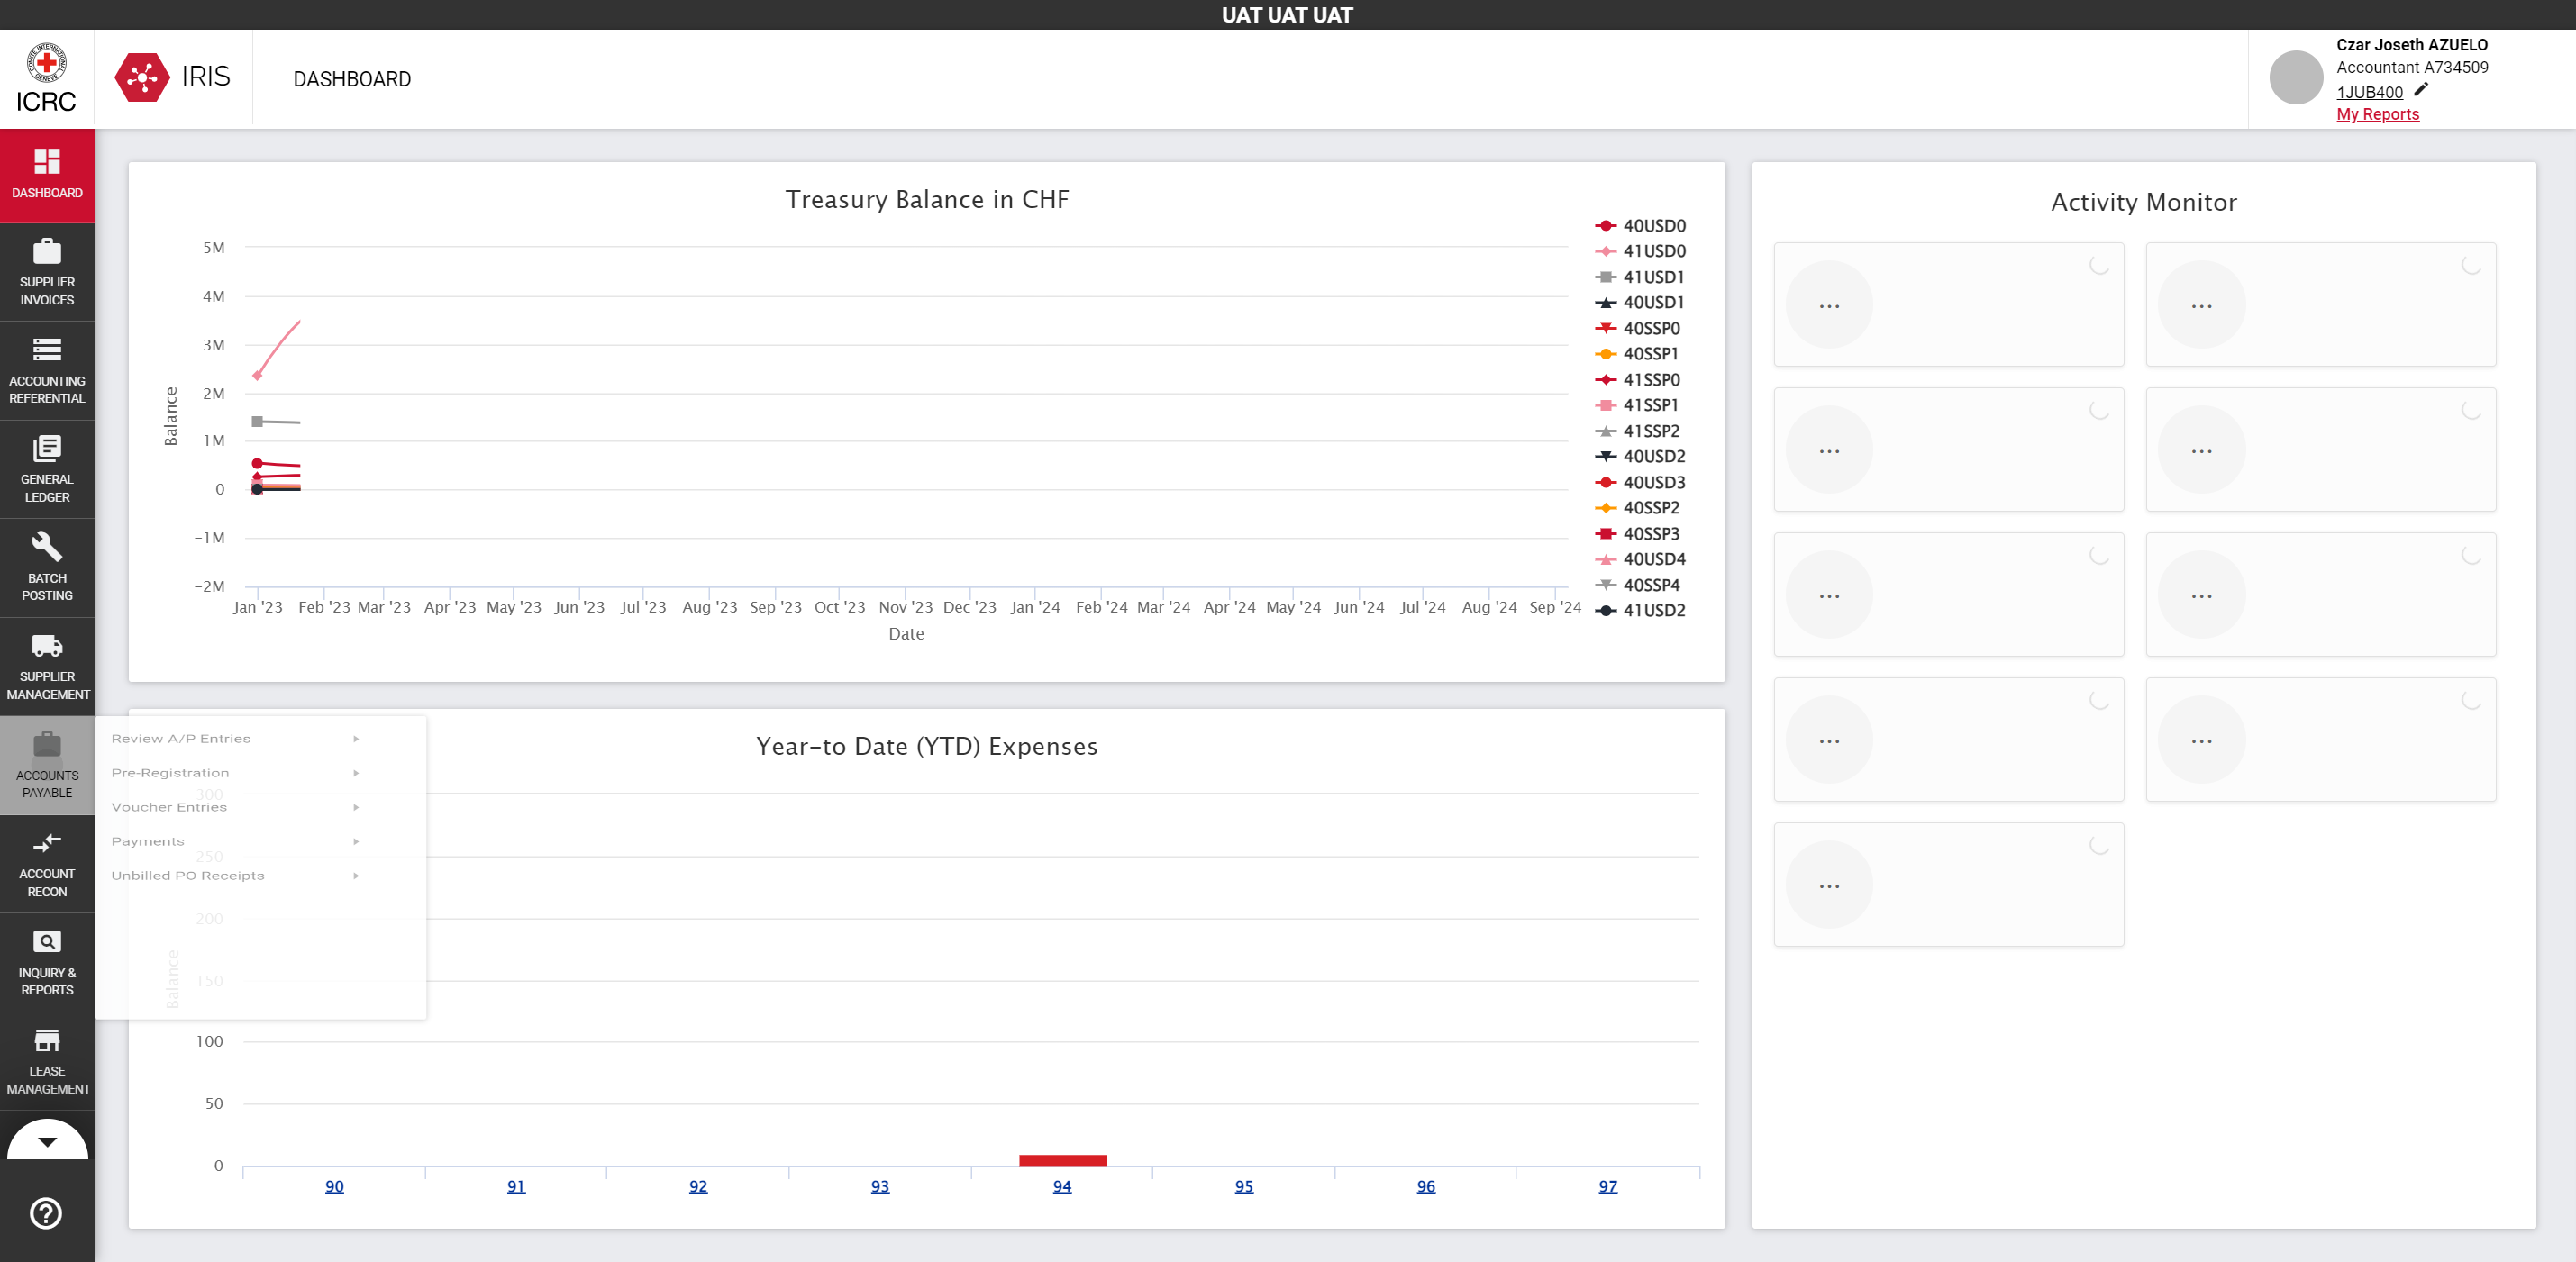 UAT UAT UAT
ICRC
IRIS
DASHBOARD
Czar Joseth AZUELO
Accountant A734509
1JUB400
My Reports
DASHBOARD
SUPPLIER
INVOICES
ACCOUNTING
REFERENTIAL
GENERAL
LEDGER
BATCH
POSTING
SUPPLIER
MANAGEMENT
ACCOUNTS
PAYABLE
ACCOUNT
RECON
INQUIRY &
REPORTS
LEASE
MANAGEMENT
Review A/P Entries
Pre-Registration
Voucher Entries
Payments
Unbilled PO Receipts
Treasury Balance in CHF
5M
4M
3M
2M
1M
0
-1M
-2M
Balance
Jan '23 Feb '23 Mar '23 Apr '23 May '23 Jun '23 Jul '23 Aug '23 Sep '23 Oct '23 Nov '23 Dec '23 Jan '24 Feb '24 Mar '24 Apr '24 May '24 Jun '24 Jul '24 Aug '24 Sep '24
Date
40USD0
41USD0
41USD1
40USD1
40SSP0
40SSP1
41SSP0
41SSP1
41SSP2
40USD2
40USD3
40SSP2
40SSP3
40USD4
40SSP4
41USD2
Year-to Date (YTD) Expenses
300
250
200
150
100
50
0
Balance
90 91 92 93 94 95 96 97
Activity Monitor
... ...
... ...
... ...
... ...
...